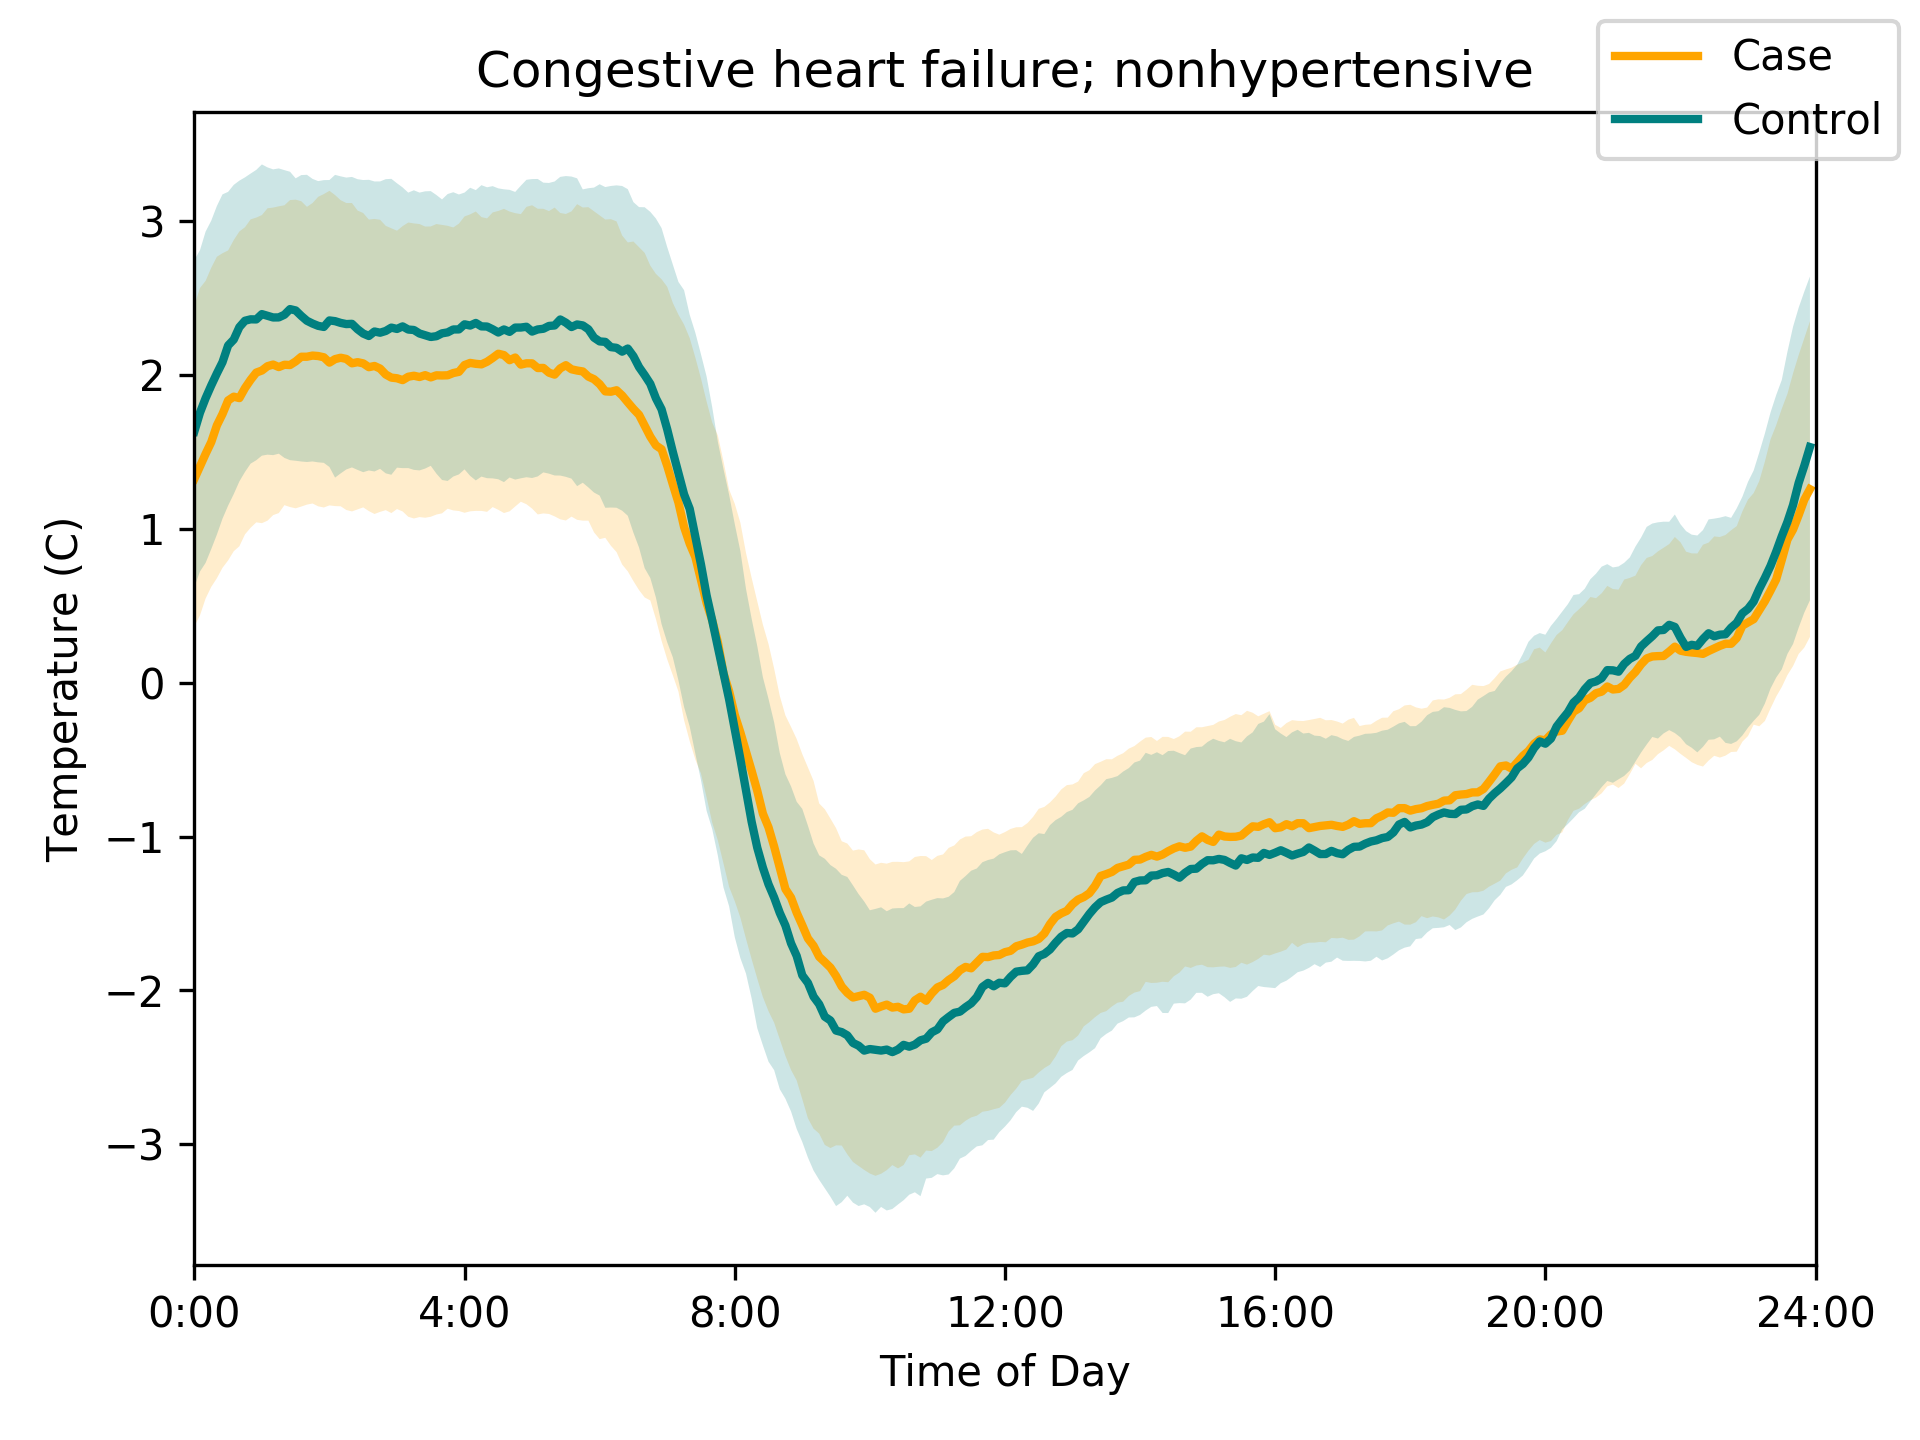 Congestive heart failure; nonhypertensive
Case
Control
3
2
1
0
−1
−2
−3
Temperature (C)
0:00 4:00 8:00 12:00 16:00 20:00 24:00
Time of Day